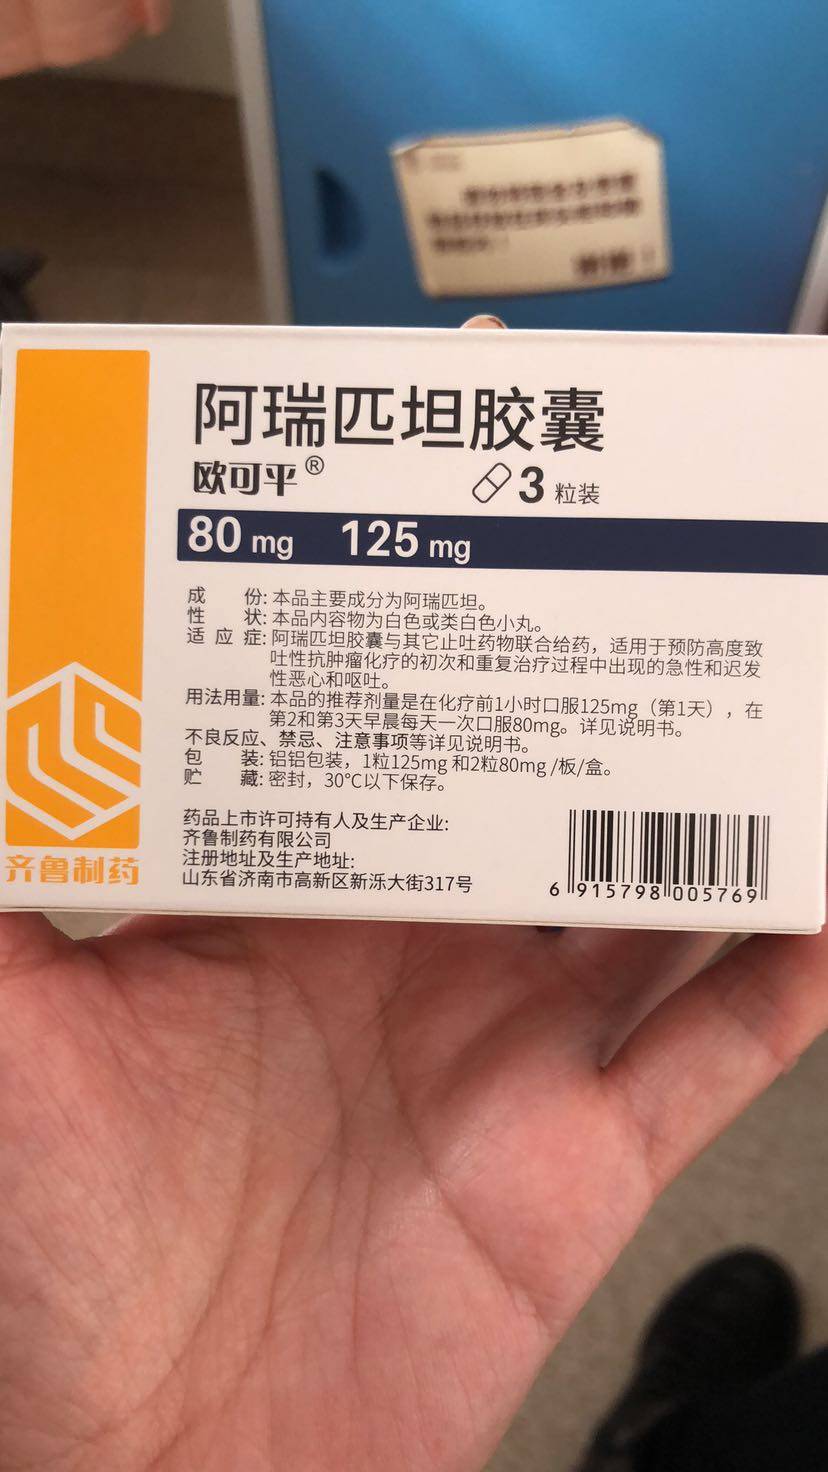 阿瑞匹坦胶囊
欧可平®
3 粒装
80 mg 125 mg
成 份: 本品主要成分为阿瑞匹坦。
性 状: 本品内容物为白色或类白色小丸。
适 应 症: 阿瑞匹坦胶囊与其它止吐药物联合给药，适用于预防高度致
吐性抗肿瘤化疗的初次和重复治疗过程中出现的急性和迟发
性恶心和呕吐。
用法用量: 本品的推荐剂量是在化疗前1小时口服125mg（第1天），在
第2和第3天早晨每天一次口服80mg。详见说明书。
不良反应、禁忌、注意事项等详见说明书。
包 装: 铝铝包装，1粒125mg 和2粒80mg /板/盒。
贮 藏: 密封，30℃以下保存。
药品上市许可持有人及生产企业:
齐鲁制药有限公司
注册地址及生产地址:
山东省济南市高新区新泺大街317号
齐鲁制药
6 915798 005769